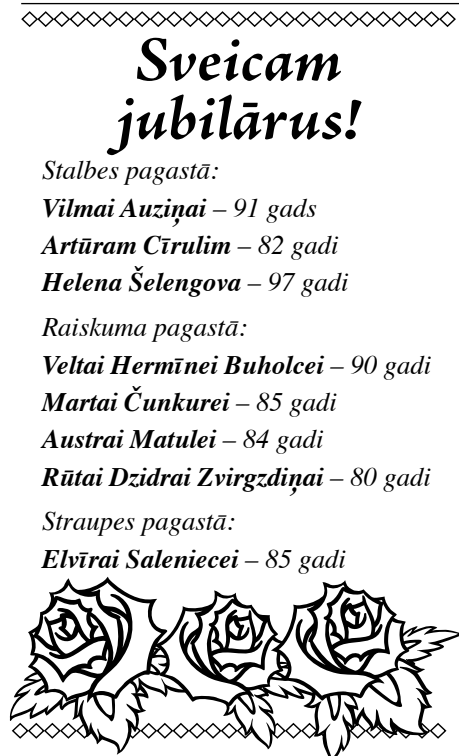 Sveicam
jubilārus!
Stalbes pagastā:
Vilmai Auziņai – 91 gads
Artūram Cīrulim – 82 gadi
Helena Šelengova – 97 gadi
Raiskuma pagastā:
Veltai Hermīnei Buholcei – 90 gadi
Martai Čunkurei – 85 gadi
Austrai Matulei – 84 gadi
Rūtai Dzidrai Zvirgzdiņai – 80 gadi
Straupes pagastā:
Elvīrai Saleniecei – 85 gadi